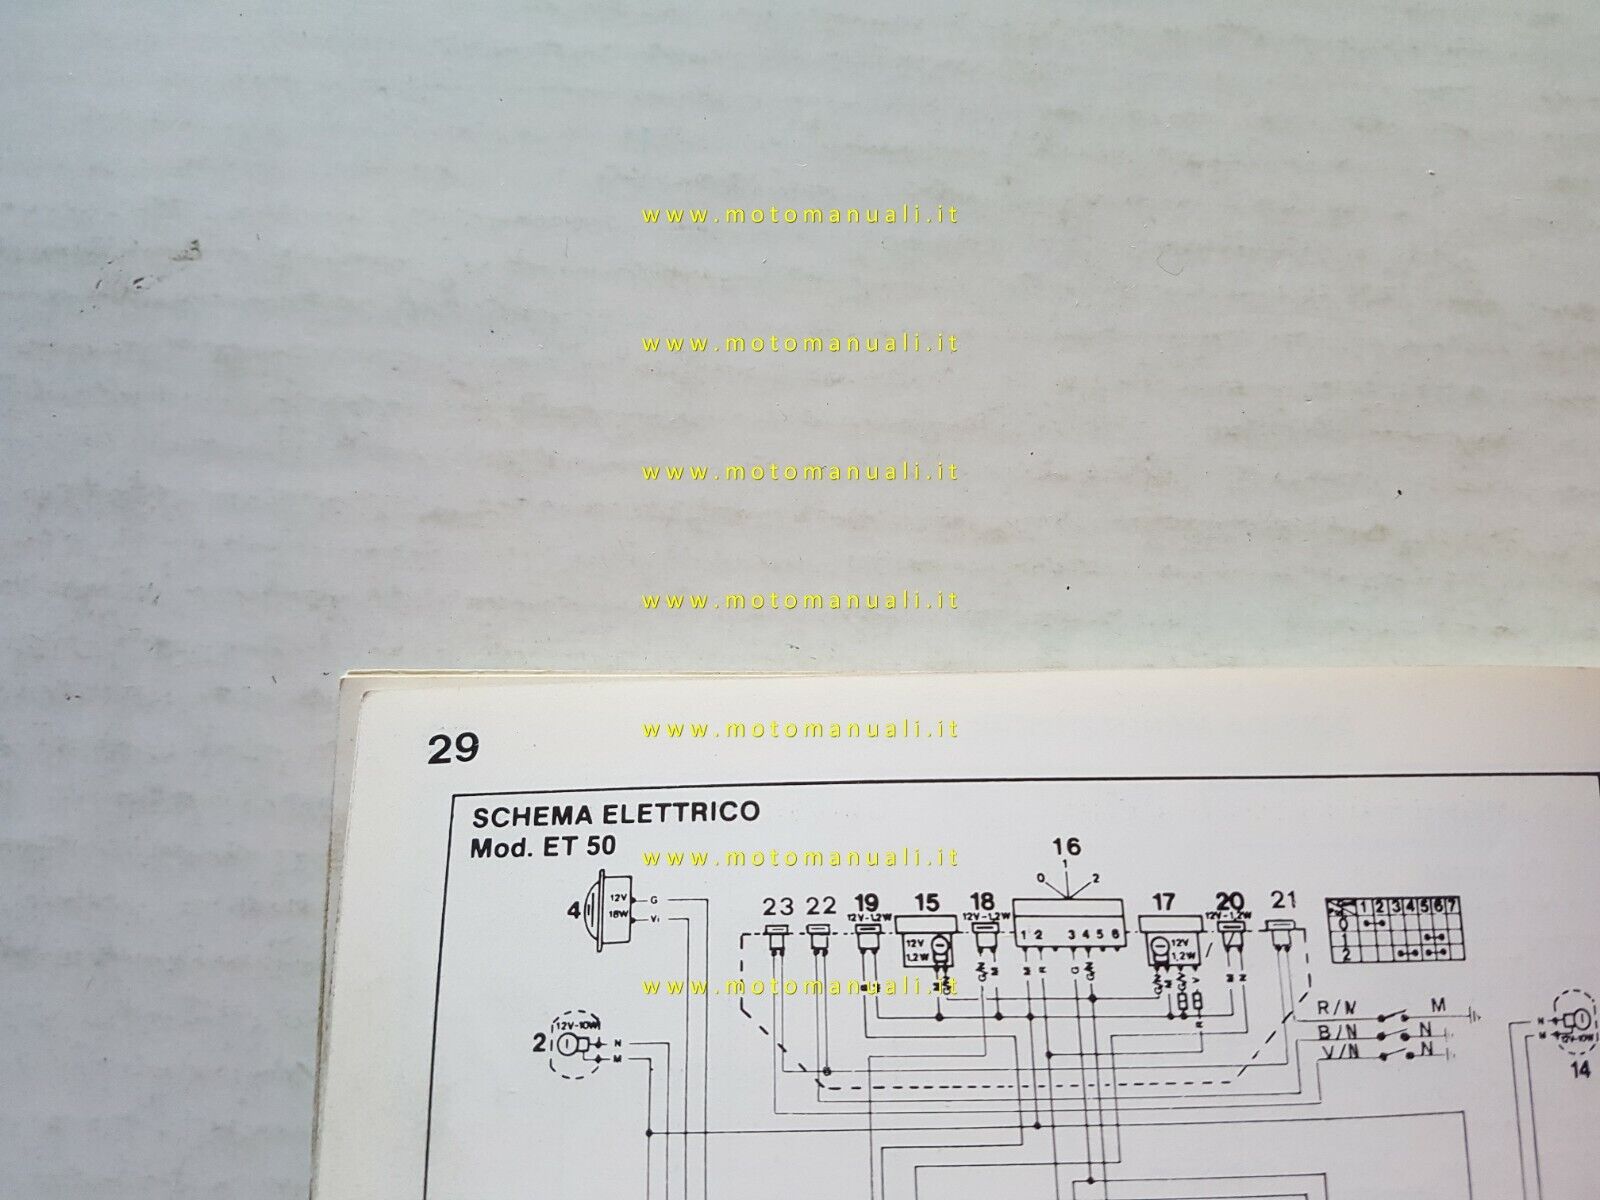 www.motomanuali.it
www.motomanuali.it
www.motomanuali.it
www.motomanuali.it
www.motomanuali.it
29
SCHEMA ELETTRICO
Mod. ET 50
www.motomanuali.it
16
0 1 2
4
12V
18W
G
Vi
23 22 19 15 18 17 20 21
12V-1,2W
12V-1,2W
12V-1,2W
12V
1,2W
1 2 3 4 5 6
12V
1,2W
1 2 3 4 5 6 7
0
1
2
www.motomanuali.it
R/N M
B/N N
V/N N
2
12V-10W
N
M
N
M
12V-10W
14